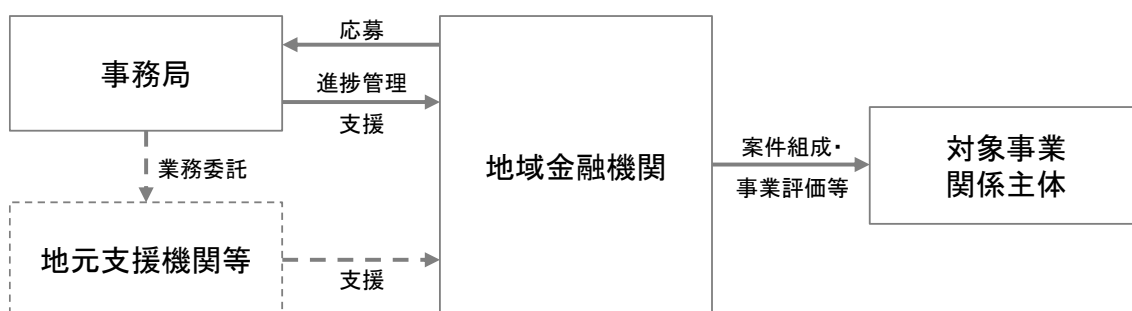 応募
事務局
進捗管理
支援
業務委託
地元支援機関等
支援
地域金融機関
案件組成・
事業評価等
対象事業
関係主体